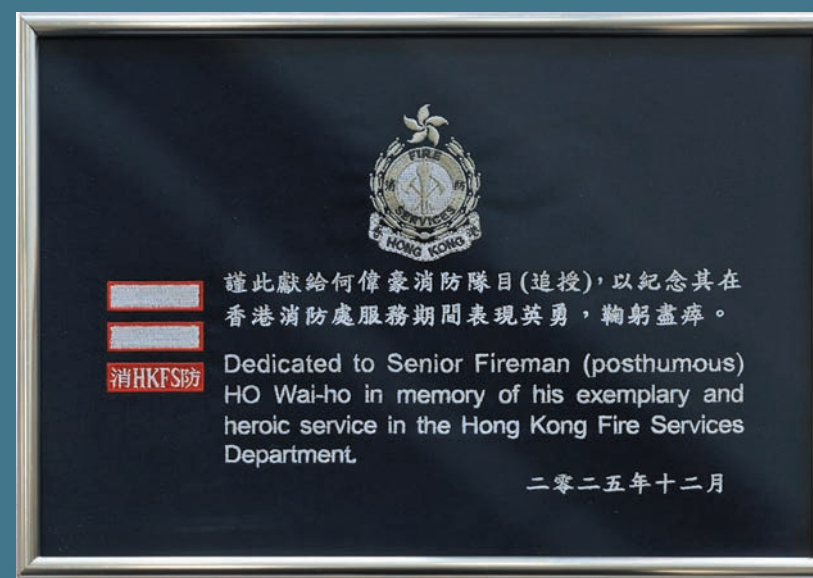 FIRE
消 防
SERVICES
香 HONG KONG 港
謹此獻給何偉豪消防隊目(追授)，以紀念其在
香港消防處服務期間表現英勇，鞠躬盡瘁。
消HKFS防
Dedicated to Senior Fireman (posthumous)
HO Wai-ho in memory of his exemplary and
heroic service in the Hong Kong Fire Services
Department.
二零二五年十二月